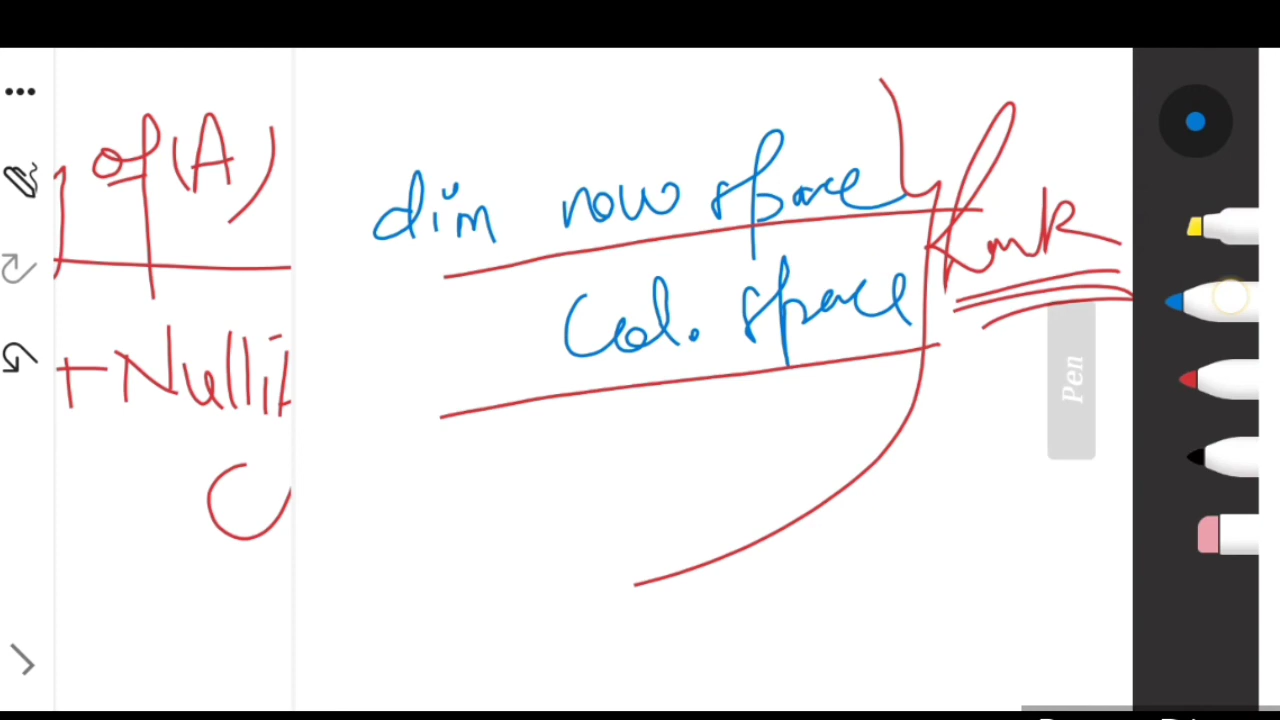 of (A)
dim row space
Rank
Col. space
+Nulli
Pen